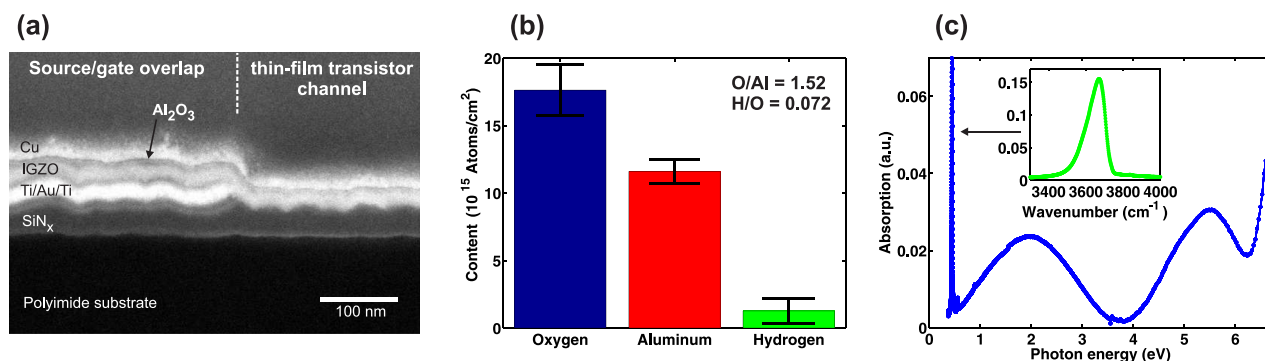 (a)
Source/gate overlap
thin-film transistor
channel
Al₂O₃
Cu
IGZO
Ti/Au/Ti
SiNₓ
Polyimide substrate
100 nm
(b)
Content (10 ¹⁵ Atoms/cm²)
20
15
10
5
0
O/Al = 1.52
H/O = 0.072
Oxygen
Aluminum
Hydrogen
(c)
Absorption (a.u.)
0.06
0.04
0.02
0
0.15
0.1
0.05
0
3400 3600 3800 4000
Wavenumber (cm⁻¹)
0 1 2 3 4 5 6
Photon energy (eV)